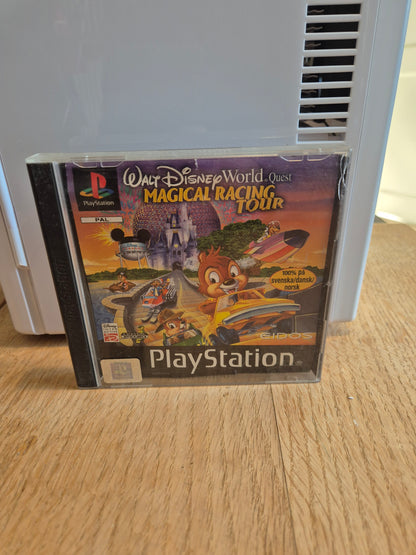 WALT DISNEY World Quest
MAGICAL RACING
TOUR
PlayStation
PAL
100% på
svenska/dansk/
norsk
EIDOS
PlayStation